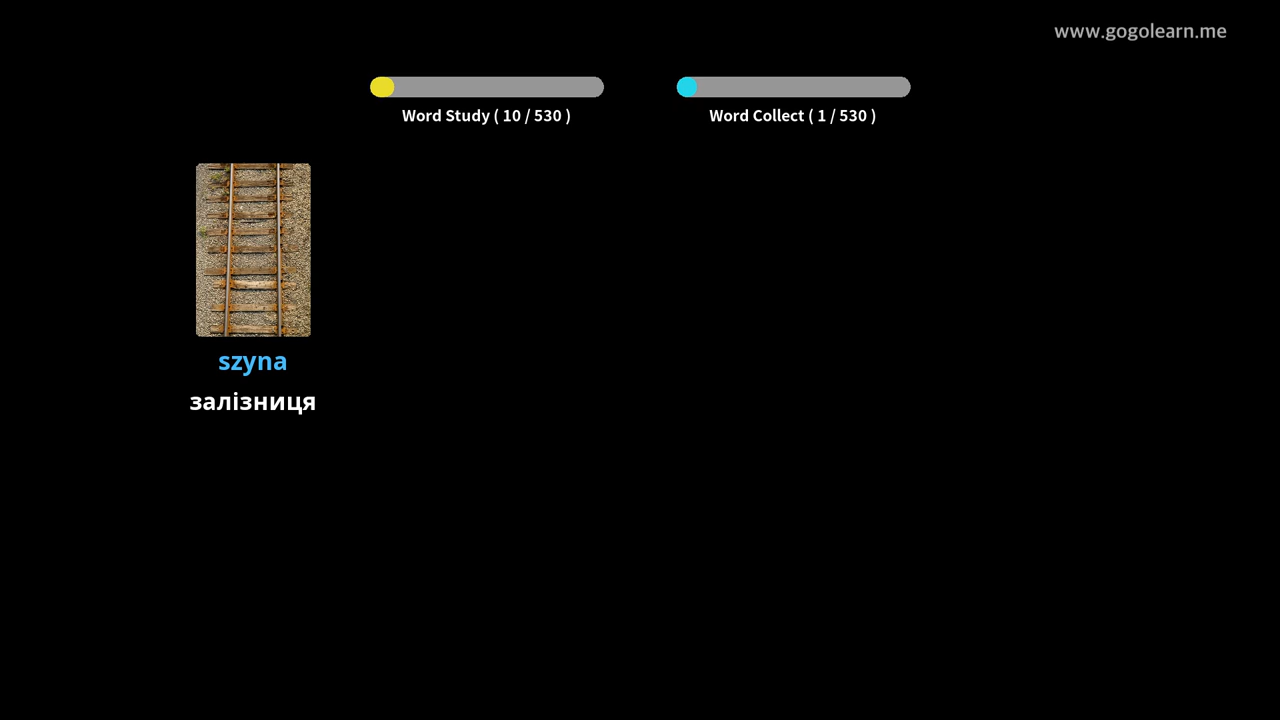 www.gogolearn.me
Word Study ( 10 / 530 )
Word Collect ( 1 / 530 )
szyna
залізниця